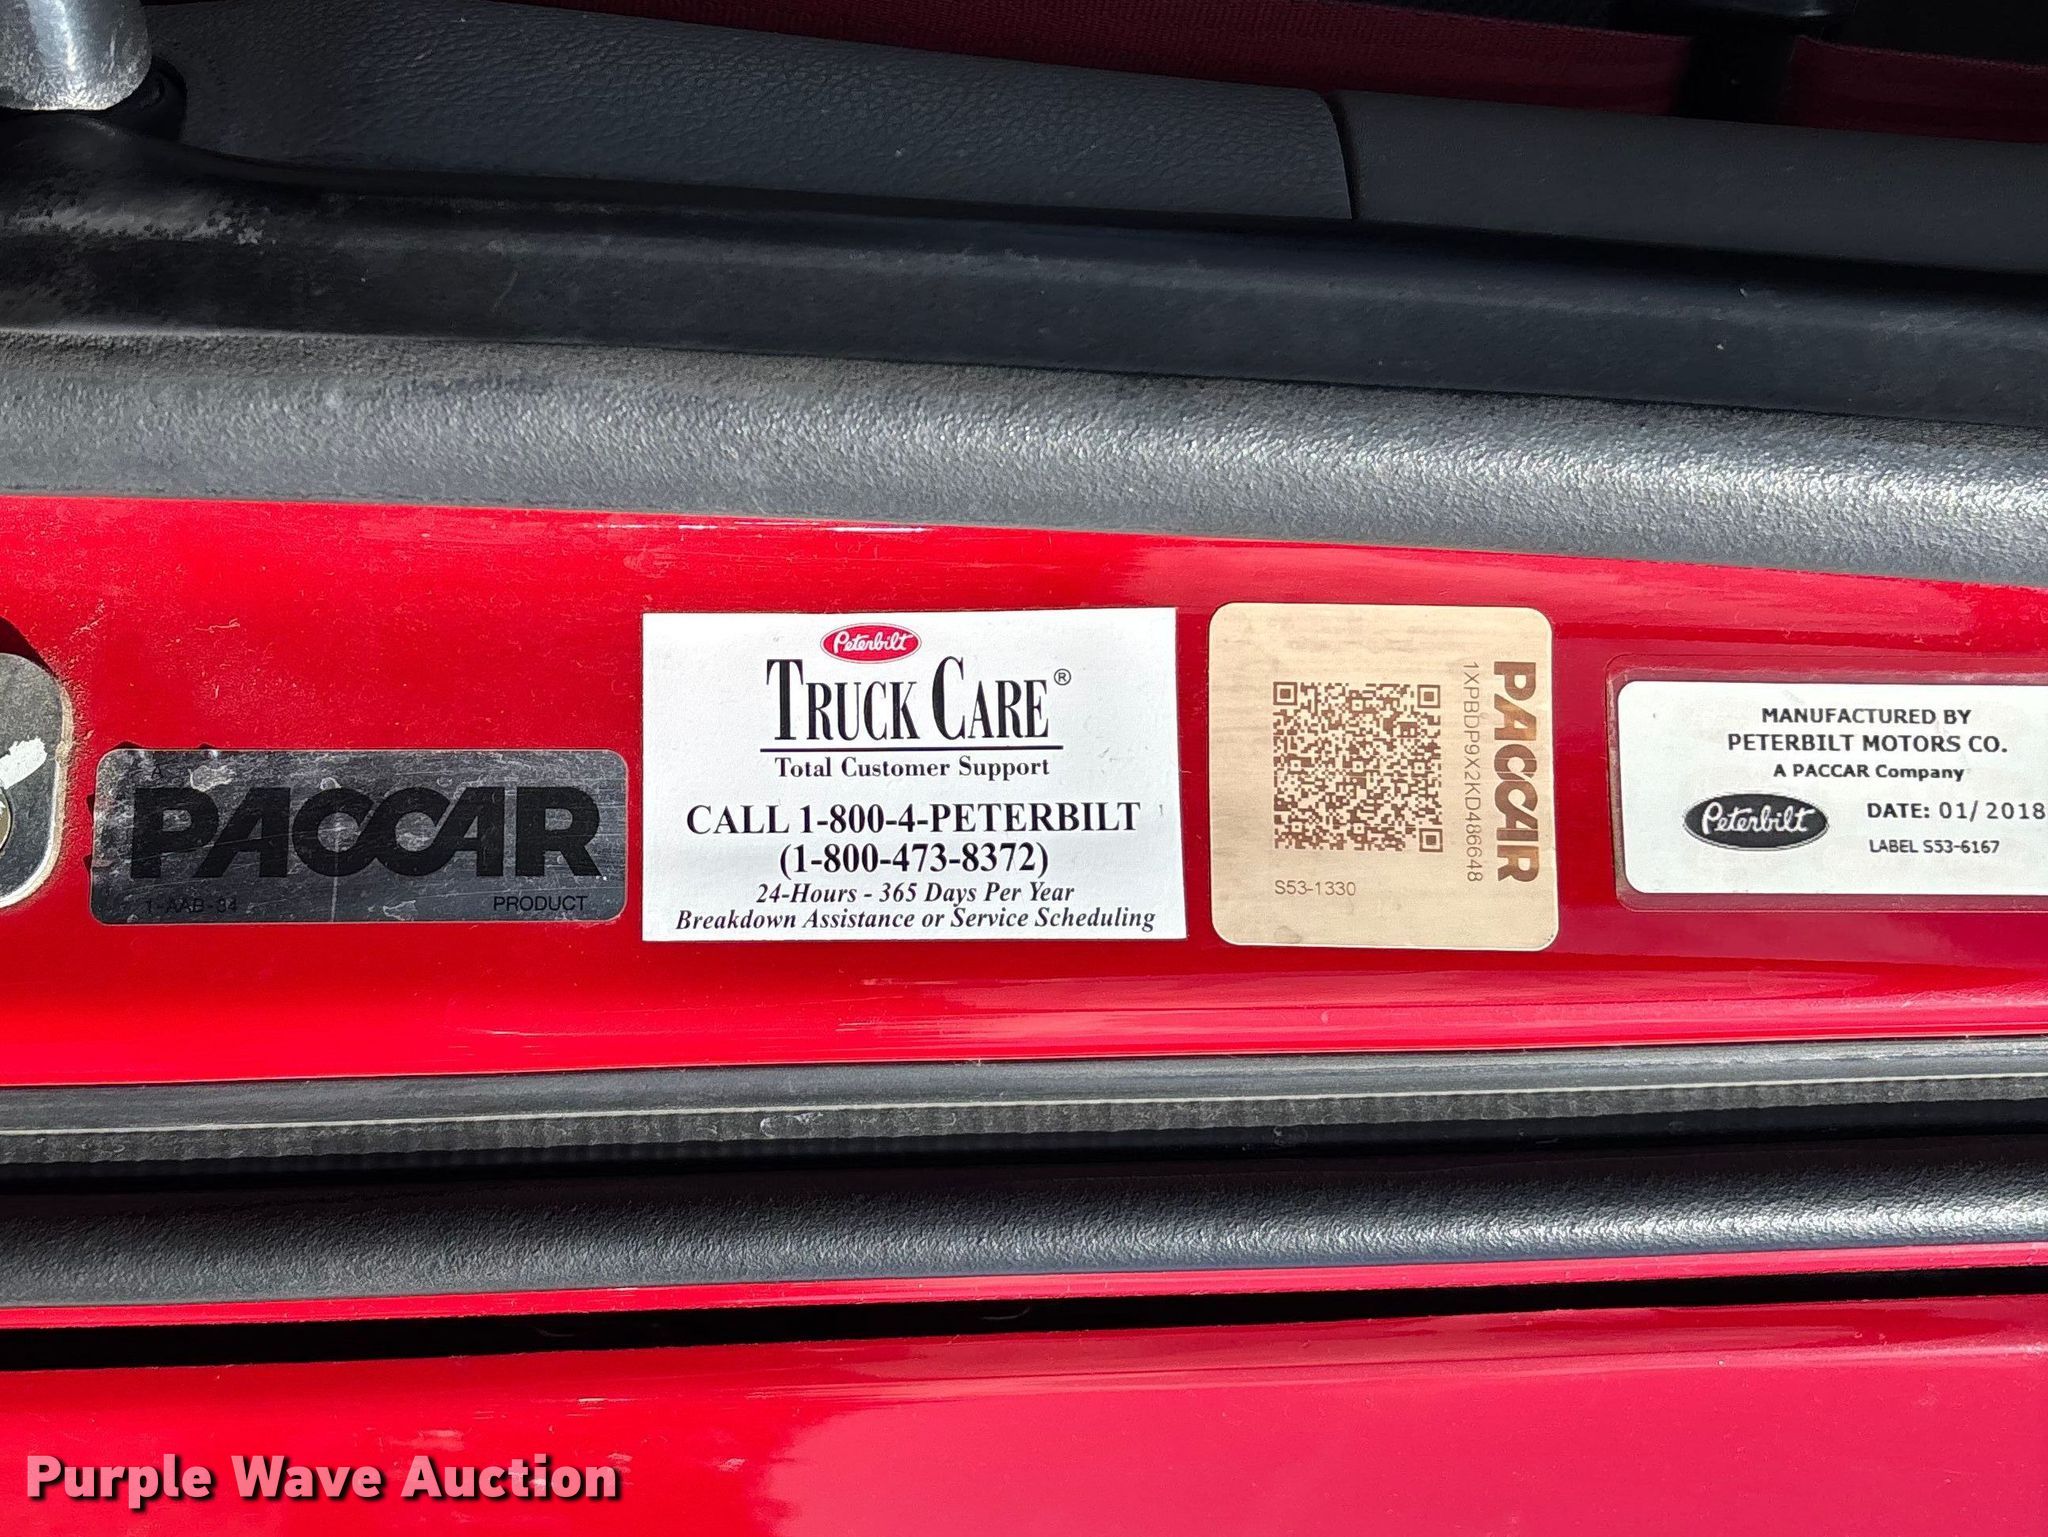 PACCAR
1-AAB-34 PRODUCT
Peterbilt
TRUCK CARE®
Total Customer Support
CALL 1-800-4-PETERBILT
(1-800-473-8372)
24-Hours - 365 Days Per Year
Breakdown Assistance or Service Scheduling
PACCAR
1XPBDP9X2KD486648
S53-1330
MANUFACTURED BY
PETERBILT MOTORS CO.
A PACCAR Company
Peterbilt DATE: 01/2018
LABEL S53-6167
Purple Wave Auction